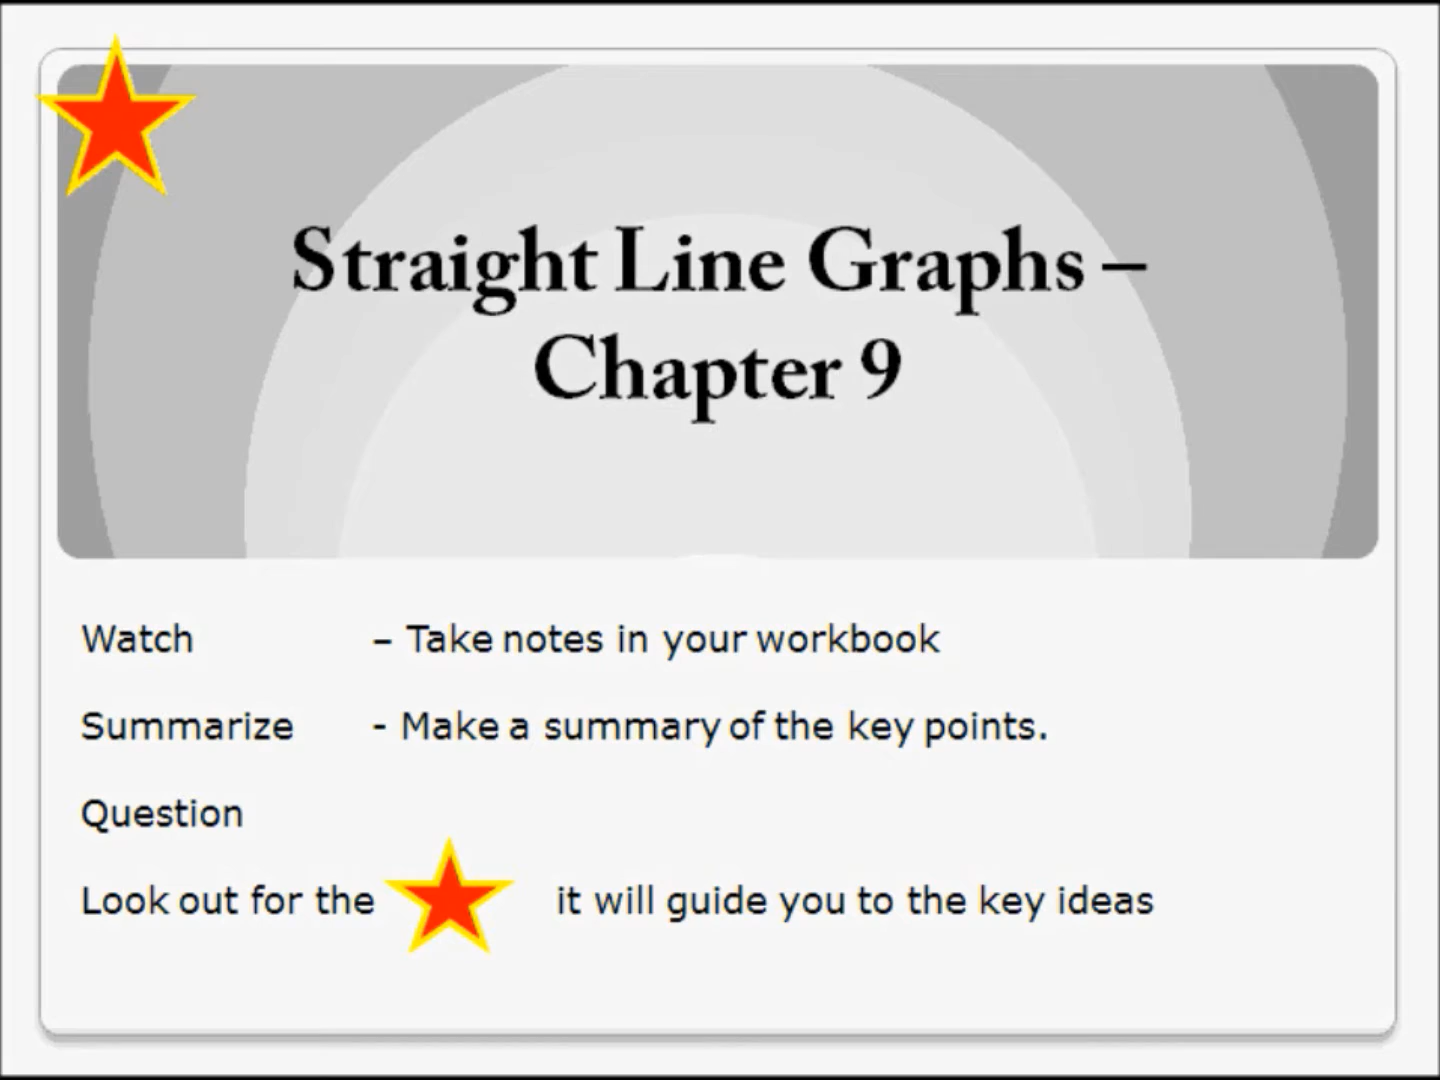 Straight Line Graphs –
Chapter 9
Watch – Take notes in your workbook
Summarize - Make a summary of the key points.
Question
Look out for the it will guide you to the key ideas